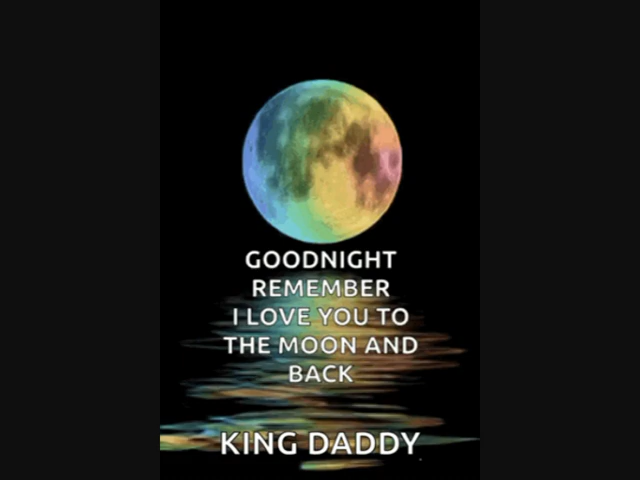 GOODNIGHT
REMEMBER
I LOVE YOU TO
THE MOON AND
BACK
KING DADDY